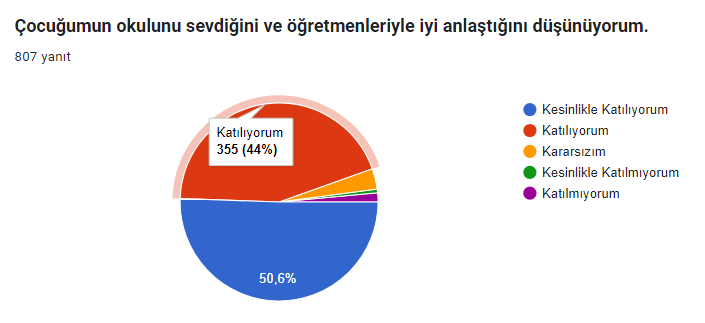 Çocuğumun okulunu sevdiğini ve öğretmenleriyle iyi anlaştığını düşünüyorum.
807 yanıt
Katılıyorum
355 (44%)
50,6%
Kesinlikle Katılıyorum
Katılıyorum
Kararsızım
Kesinlikle Katılmıyorum
Katılmıyorum